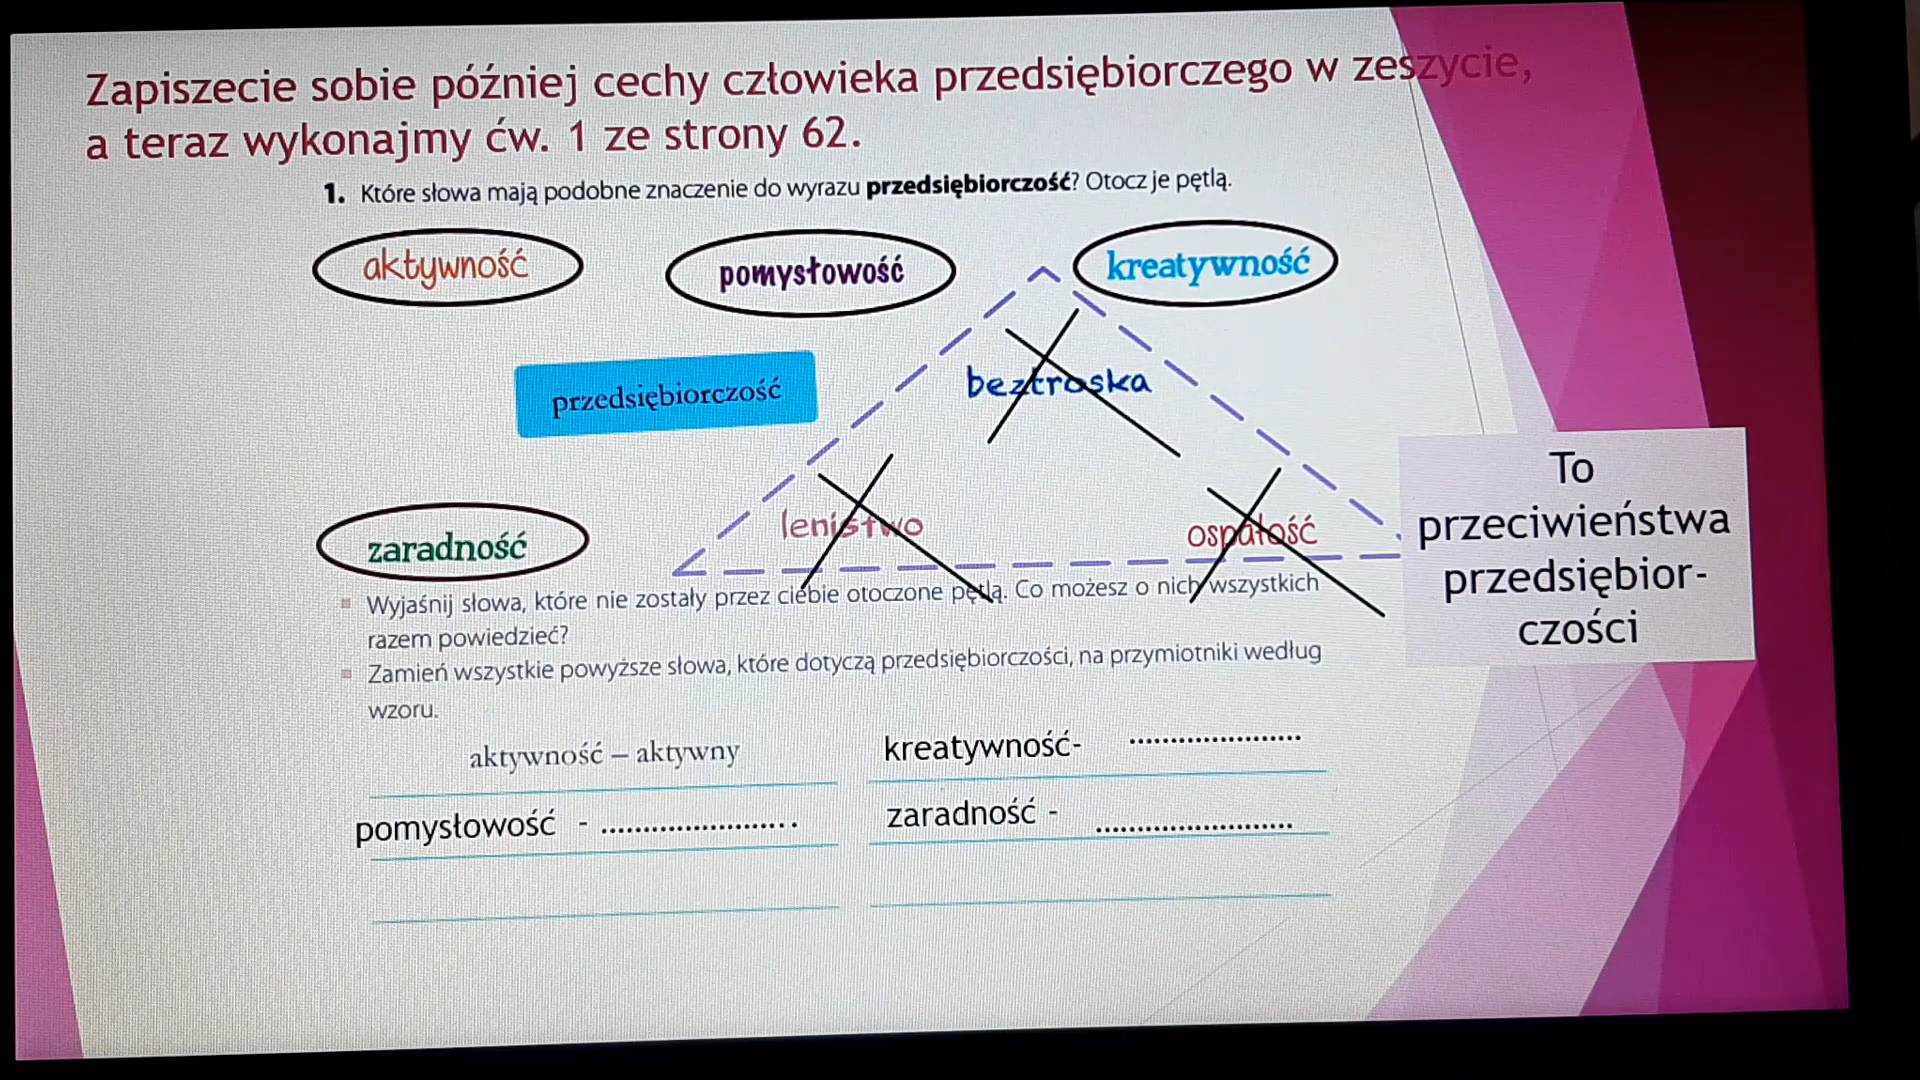 Zapiszecie sobie później cechy człowieka przedsiębiorczego w zeszycie,
a teraz wykonajmy ćw. 1 ze strony 62.
1. Które słowa mają podobne znaczenie do wyrazu przedsiębiorczość? Otocz je pętlą.
aktywność pomysłowość kreatywność
przedsiębiorczość beztroska
zaradność lenistwo ospałość
To
przeciwieństwa
przedsiębior-
czości
Wyjaśnij słowa, które nie zostały przez ciebie otoczone pętlą. Co możesz o nich wszystkich
razem powiedzieć?
Zamień wszystkie powyższe słowa, które dotyczą przedsiębiorczości, na przymiotniki według
wzoru.
aktywność – aktywny kreatywność- .....................
pomysłowość - ........................ zaradność - ........................